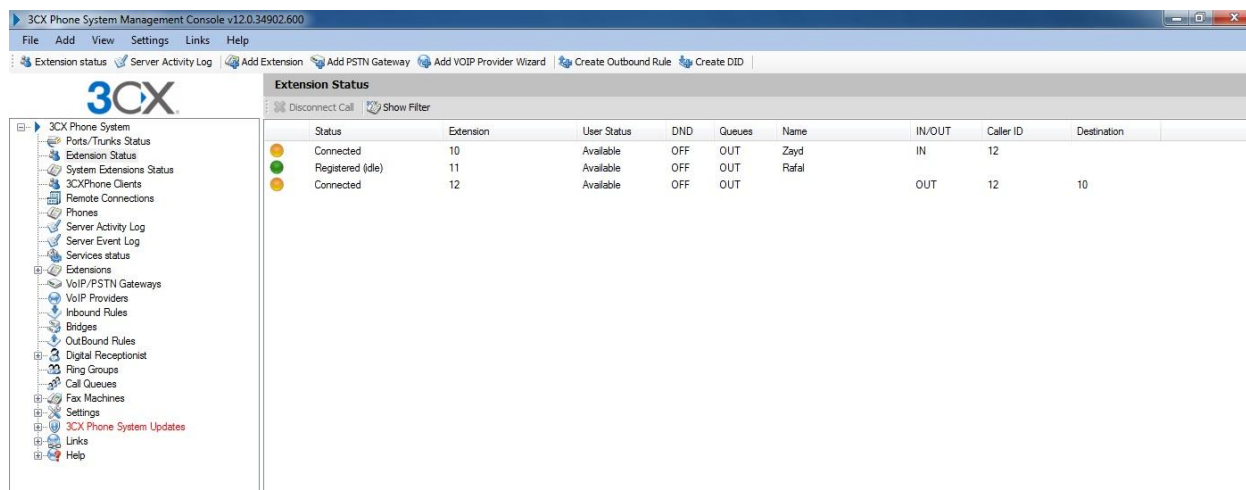 3CX Phone System Management Console v12.0.34902.600
File Add View Settings Links Help
Extension status Server Activity Log Add Extension Add PSTN Gateway Add VOIP Provider Wizard Create Outbound Rule Create DID
3CX
Extension Status
Disconnect Call Show Filter
3CX Phone System
Ports/Trunks Status
Extension Status
System Extensions Status
3CXPhone Clients
Remote Connections
Phones
Server Activity Log
Server Event Log
Services status
Extensions
VoIP/PSTN Gateways
VoIP Providers
Inbound Rules
Bridges
OutBound Rules
Digital Receptionist
Ring Groups
Call Queues
Fax Machines
Settings
3CX Phone System Updates
Links
Help
Status Extension User Status DND Queues Name IN/OUT Caller ID Destination
Connected 10 Available OFF OUT Zayd IN 12
Registered (idle) 11 Available OFF OUT Rafal
Connected 12 Available OFF OUT OUT 12 10